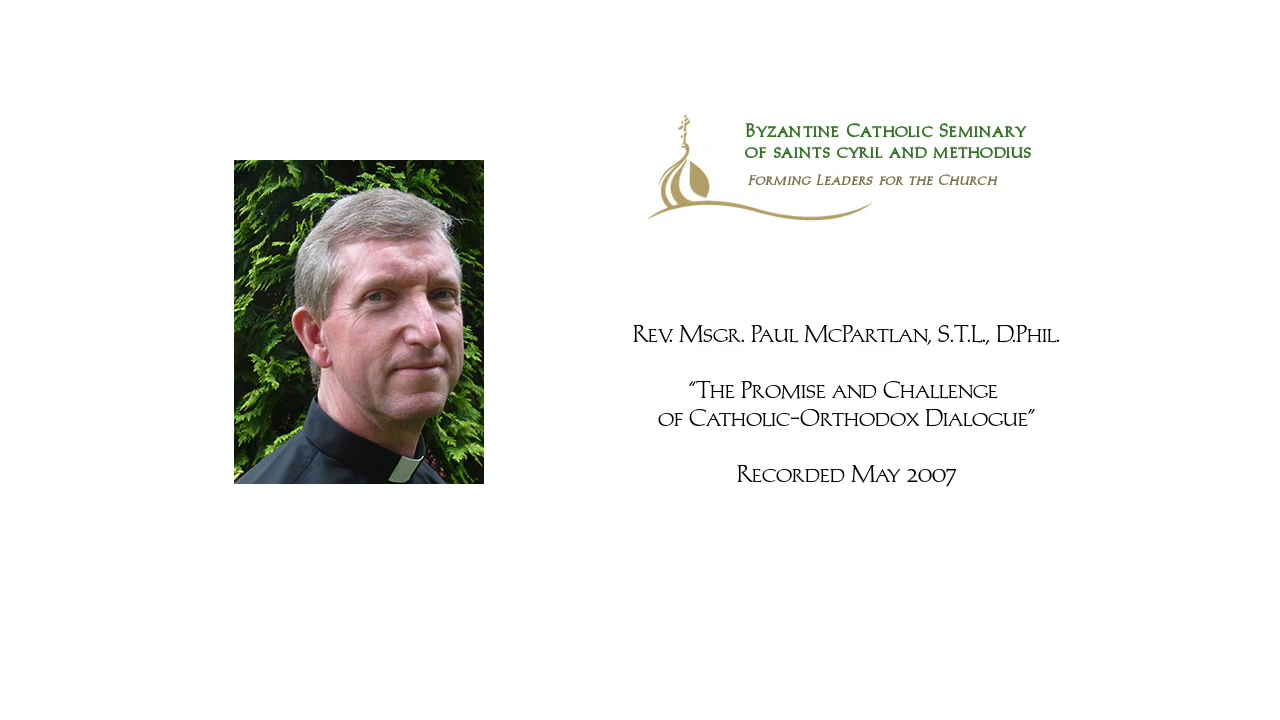 Byzantine Catholic Seminary
of saints cyril and methodius
Forming Leaders for the Church
Rev. Msgr. Paul McPartlan, S.T.L., D.Phil.
“The Promise and Challenge
of Catholic-Orthodox Dialogue”
Recorded May 2007